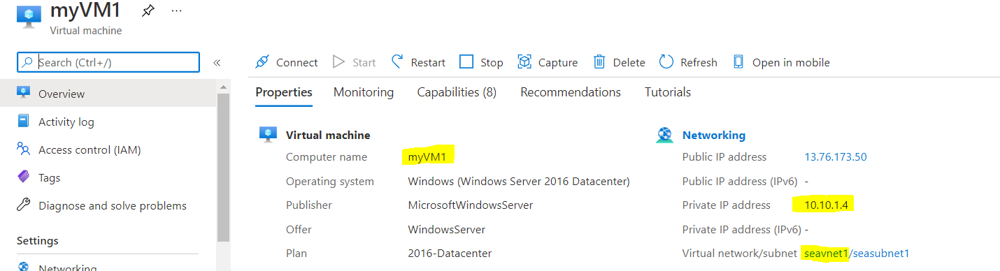 myVM1
Virtual machine
Search (Ctrl+/)
«
Connect Start Restart Stop Capture Delete Refresh Open in mobile
Overview
Activity log
Access control (IAM)
Tags
Diagnose and solve problems
Settings
Networking
Properties Monitoring Capabilities (8) Recommendations Tutorials
Virtual machine
Computer name myVM1
Operating system Windows (Windows Server 2016 Datacenter)
Publisher MicrosoftWindowsServer
Offer WindowsServer
Plan 2016-Datacenter
Networking
Public IP address 13.76.173.50
Public IP address (IPv6) -
Private IP address 10.10.1.4
Private IP address (IPv6) -
Virtual network/subnet seavnet1/seasubnet1